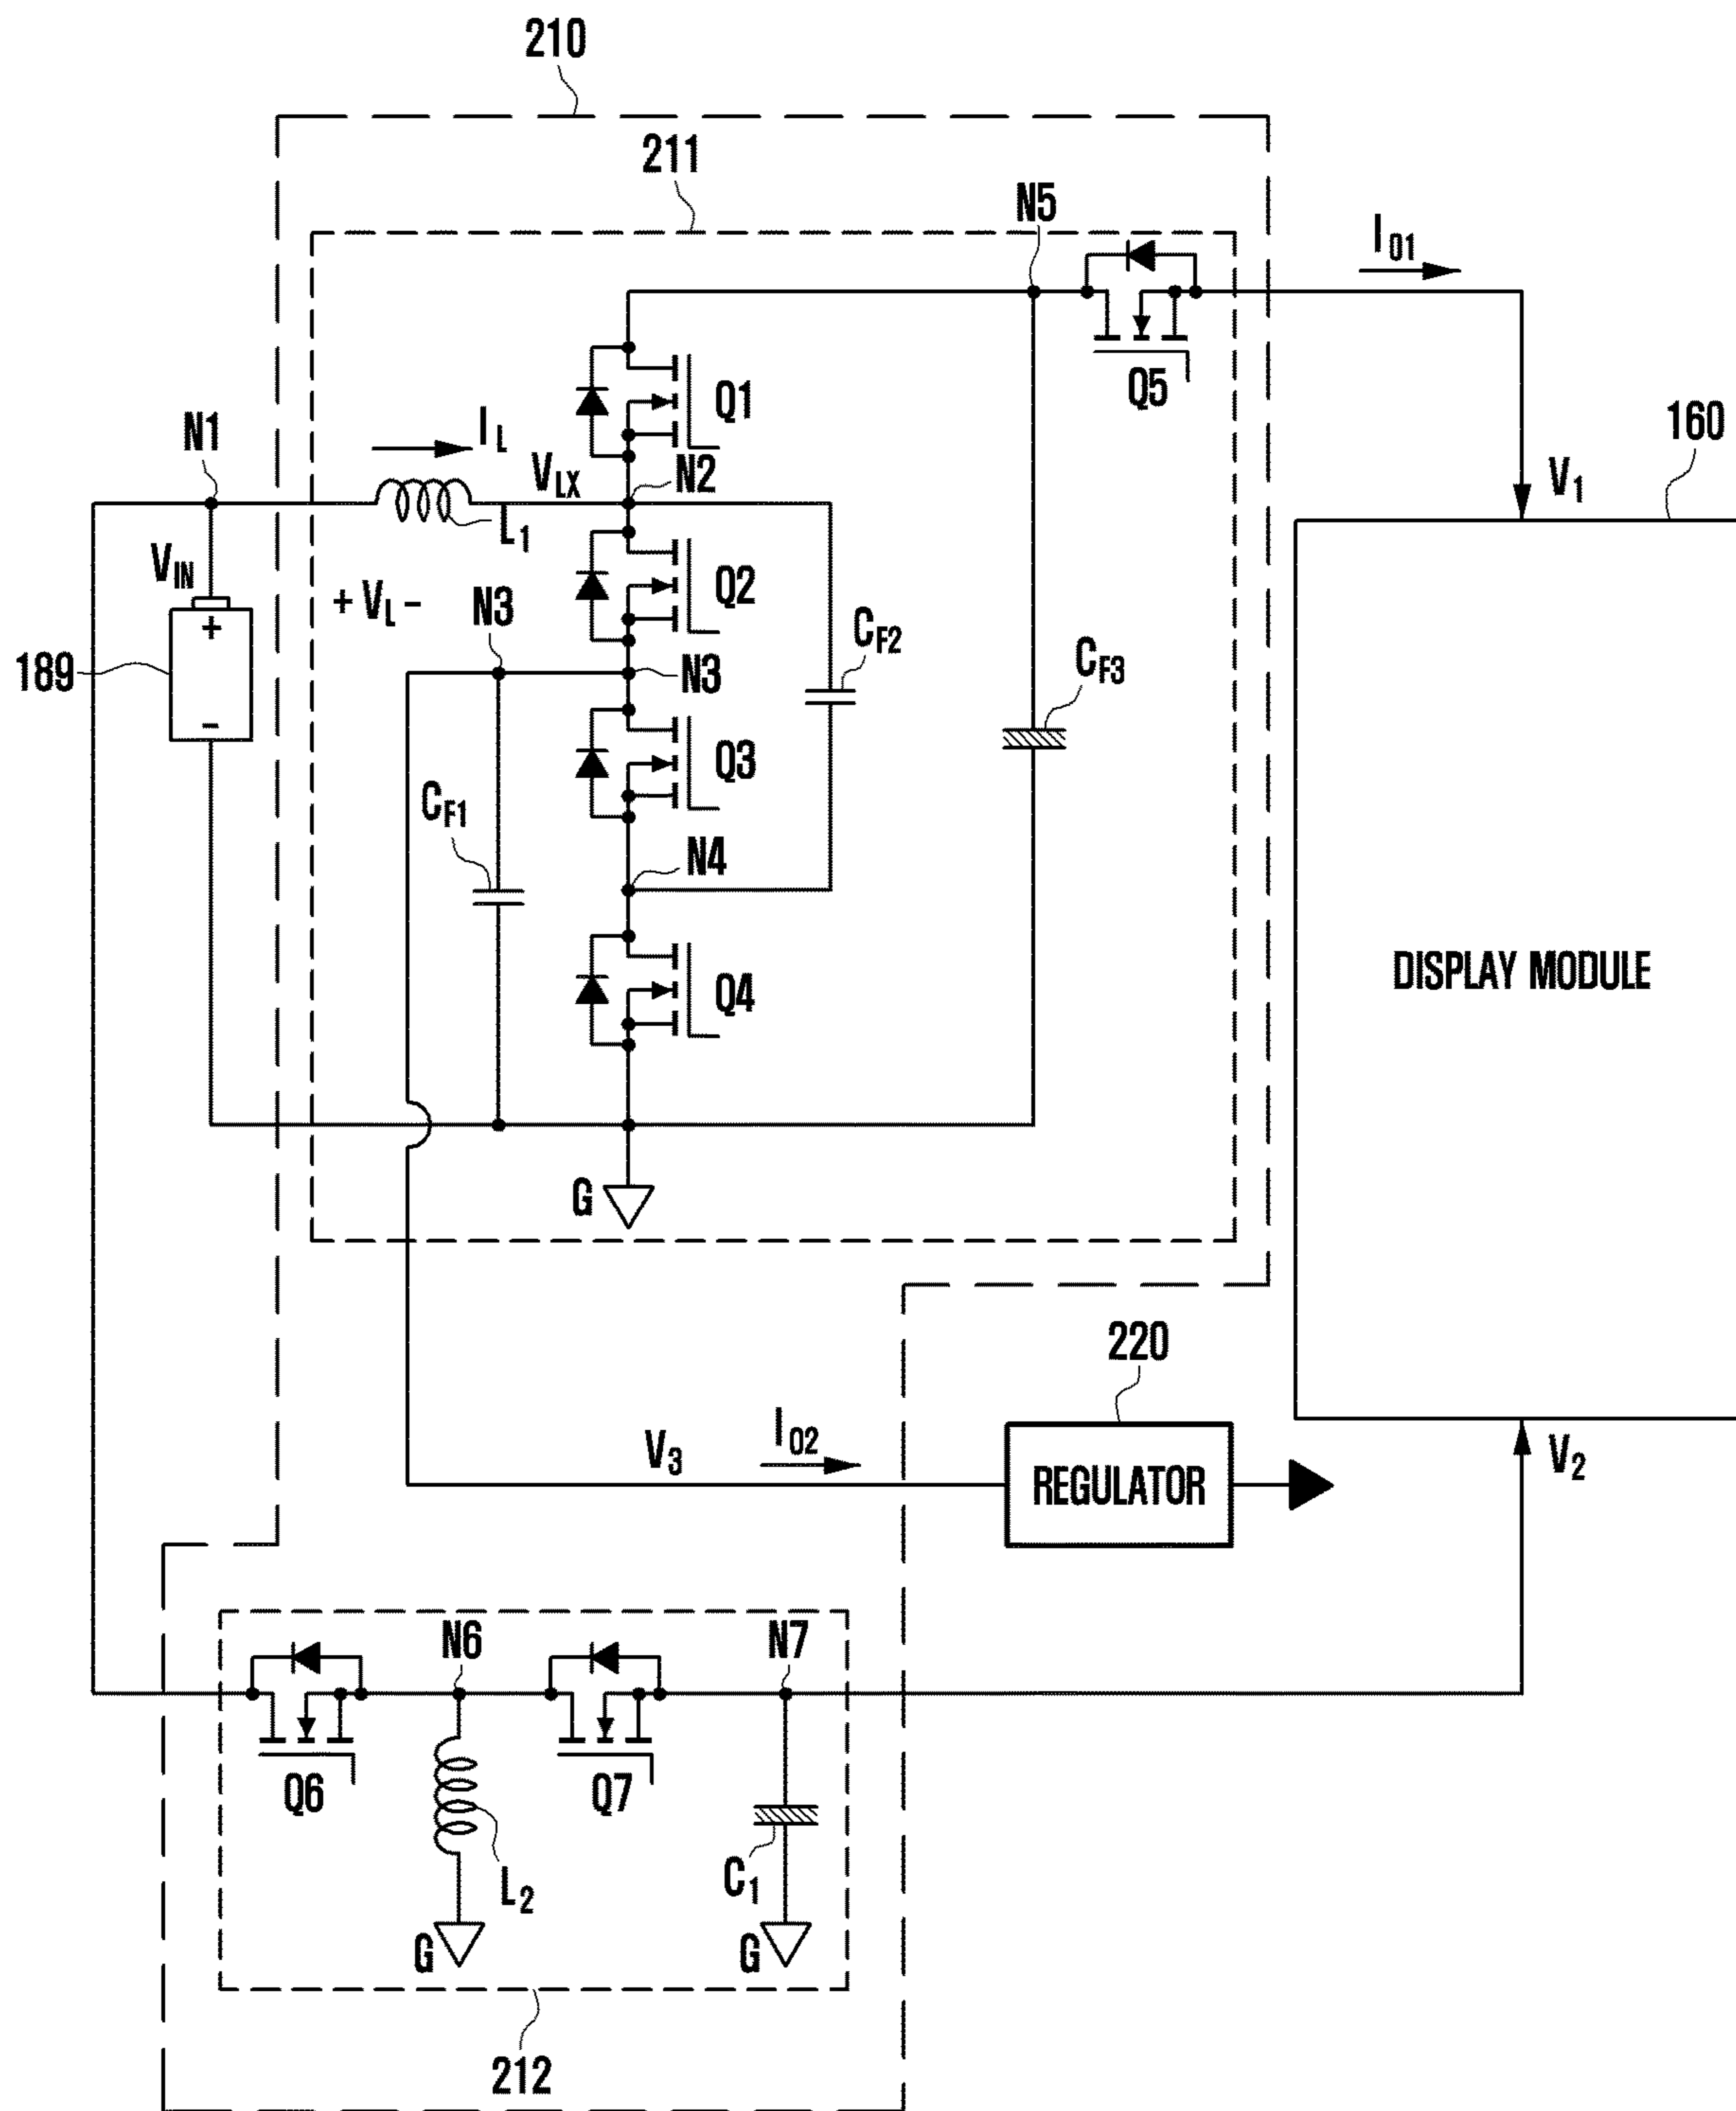 210
211
N5
I01
Q5
Q1
160
N1
IL
VLX
N2
V1
L1
VIN
+ VL -
N3
Q2
CF2
+
189
N3
CF3
Q3
-
CF1
N4
Q4
DISPLAY MODULE
G
220
V3
I02
REGULATOR
V2
N6
N7
Q6
Q7
L2
C1
G
G
212